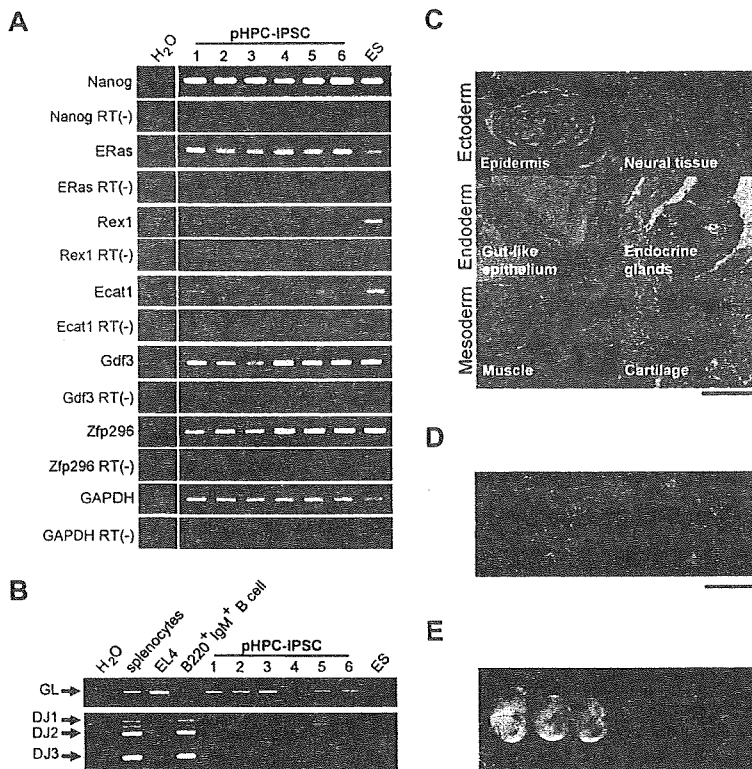 A
H2O
pHPC-iPSC
1 2 3 4 5 6
ES
Nanog
Nanog RT(-)
ERas
ERas RT(-)
Rex1
Rex1 RT(-)
Ecat1
Ecat1 RT(-)
Gdf3
Gdf3 RT(-)
Zfp296
Zfp296 RT(-)
GAPDH
GAPDH RT(-)
B
H2O
splenocytes
EL4
B220+ IgM+ B cell
pHPC-IPSC
1 2 3 4 5 6
ES
GL
DJ1
DJ2
DJ3
C
Ectoderm
Epidermis
Neural tissue
Endoderm
Gut-like
epithelium
Endocrine
glands
Mesoderm
Muscle
Cartilage
D
E